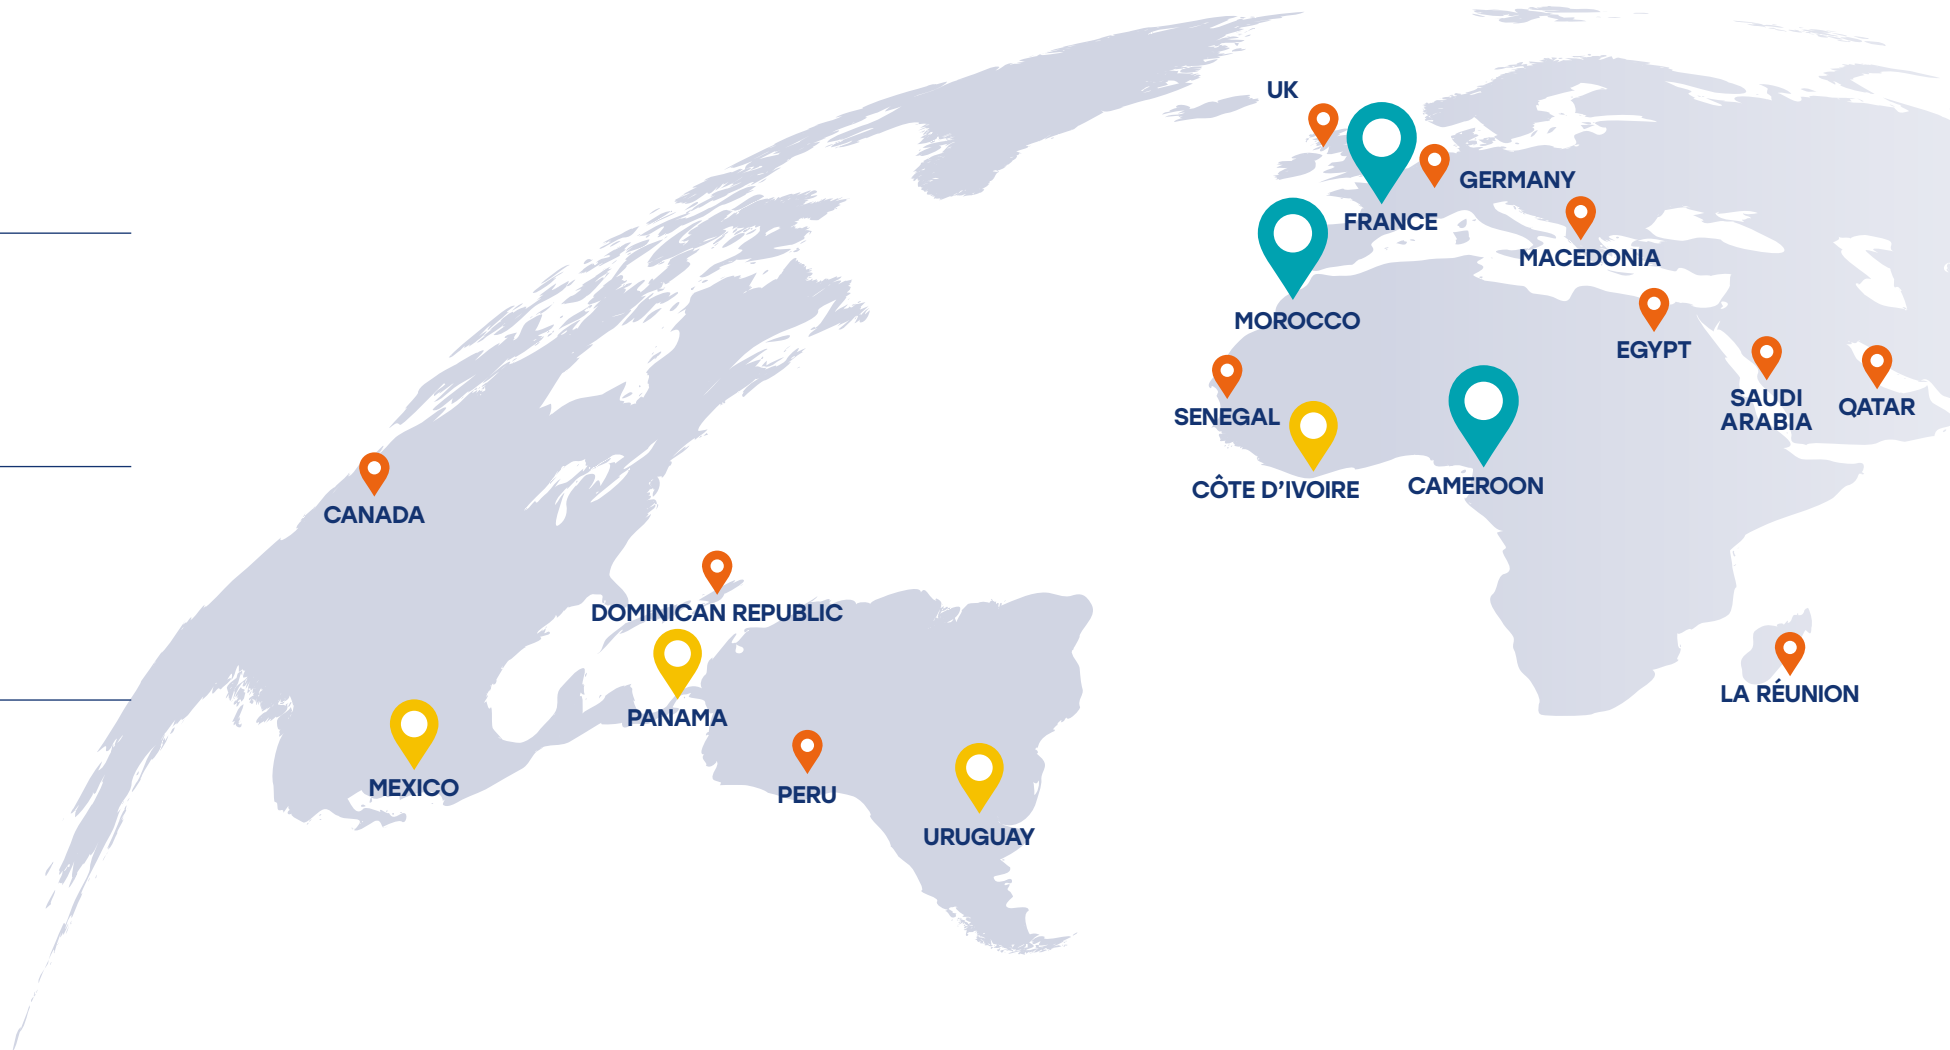 UK
GERMANY
FRANCE
MACEDONIA
MOROCCO
EGYPT
SAUDI
ARABIA
QATAR
SENEGAL
CÔTE D’IVOIRE
CAMEROON
CANADA
DOMINICAN REPUBLIC
LA RÉUNION
PANAMA
MEXICO
PERU
URUGUAY